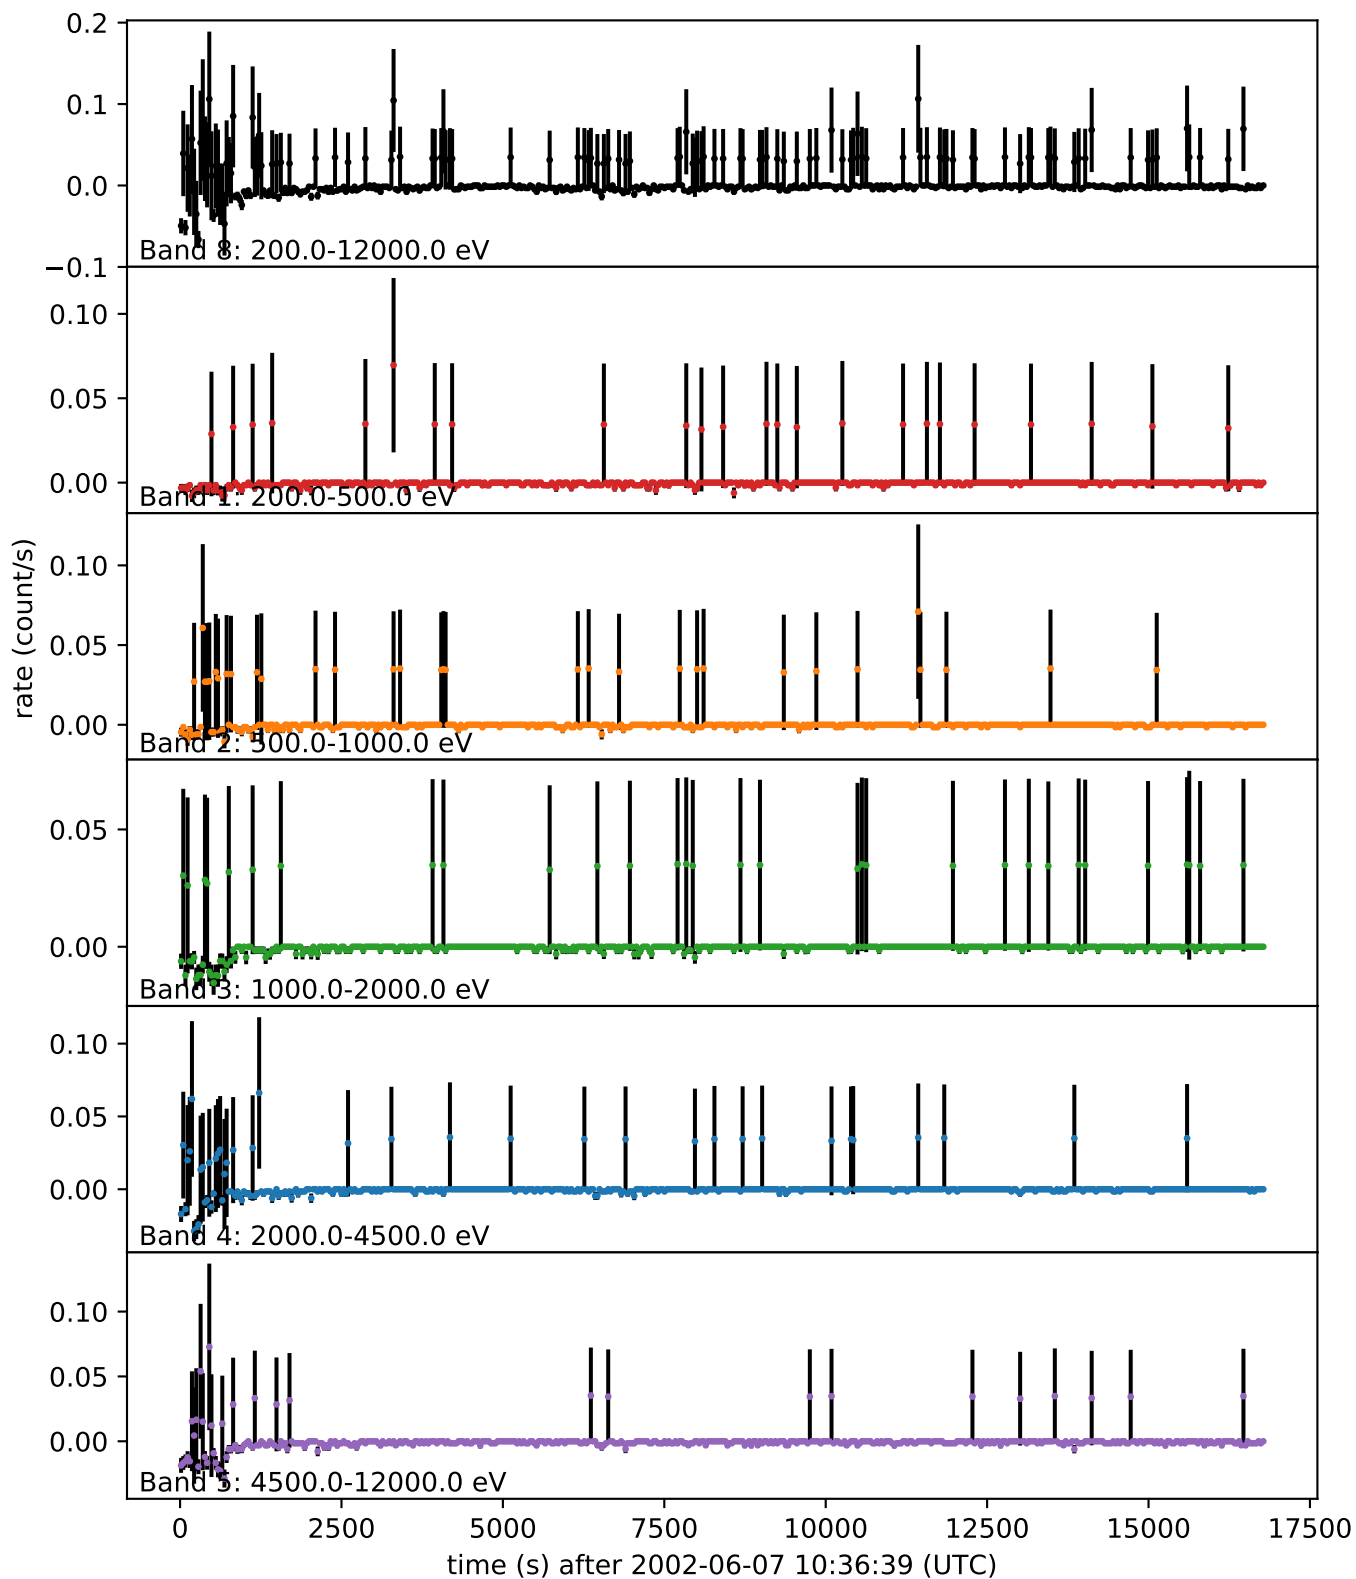 0.2
0.1
0.0
−0.1
Band 8: 200.0-12000.0 eV
0.10
0.05
0.00
Band 1: 200.0-500.0 eV
0.10
0.05
0.00
Band 2: 500.0-1000.0 eV
rate (count/s)
0.05
0.00
Band 3: 1000.0-2000.0 eV
0.10
0.05
0.00
Band 4: 2000.0-4500.0 eV
0.10
0.05
0.00
Band 5: 4500.0-12000.0 eV
0 2500 5000 7500 10000 12500 15000 17500
time (s) after 2002-06-07 10:36:39 (UTC)